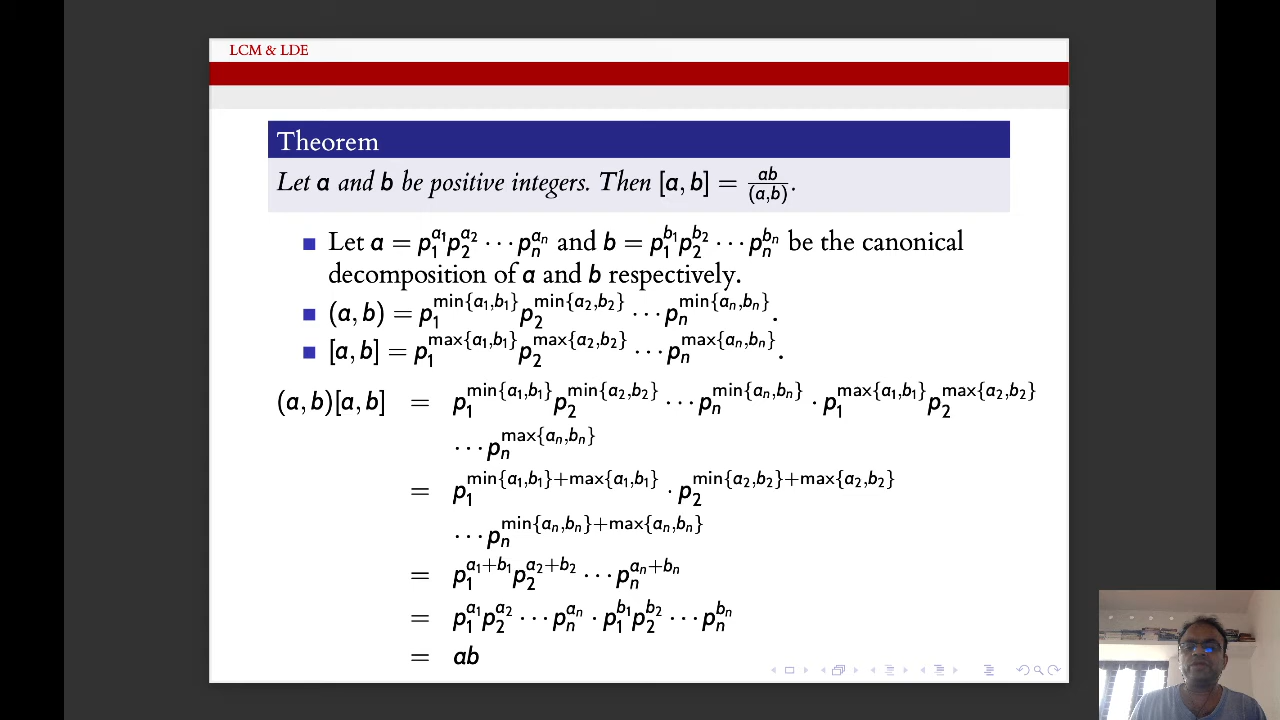 LCM & LDE
Theorem
Let a and b be positive integers. Then [a, b] = \frac{ab}{(a,b)}.
Let a = p_1^{a_1} p_2^{a_2} ··· p_n^{a_n} and b = p_1^{b_1} p_2^{b_2} ··· p_n^{b_n} be the canonical
decomposition of a and b respectively.
(a, b) = p_1^{min{a_1,b_1}} p_2^{min{a_2,b_2}} ··· p_n^{min{a_n,b_n}}.
[a, b] = p_1^{max{a_1,b_1}} p_2^{max{a_2,b_2}} ··· p_n^{max{a_n,b_n}}.
(a, b)[a, b] = p_1^{min{a_1,b_1}} p_2^{min{a_2,b_2}} ··· p_n^{min{a_n,b_n}} · p_1^{max{a_1,b_1}} p_2^{max{a_2,b_2}}
··· p_n^{max{a_n,b_n}}
= p_1^{min{a_1,b_1}+max{a_1,b_1}} · p_2^{min{a_2,b_2}+max{a_2,b_2}}
··· p_n^{min{a_n,b_n}+max{a_n,b_n}}
= p_1^{a_1+b_1} p_2^{a_2+b_2} ··· p_n^{a_n+b_n}
= p_1^{a_1} p_2^{a_2} ··· p_n^{a_n} · p_1^{b_1} p_2^{b_2} ··· p_n^{b_n}
= ab